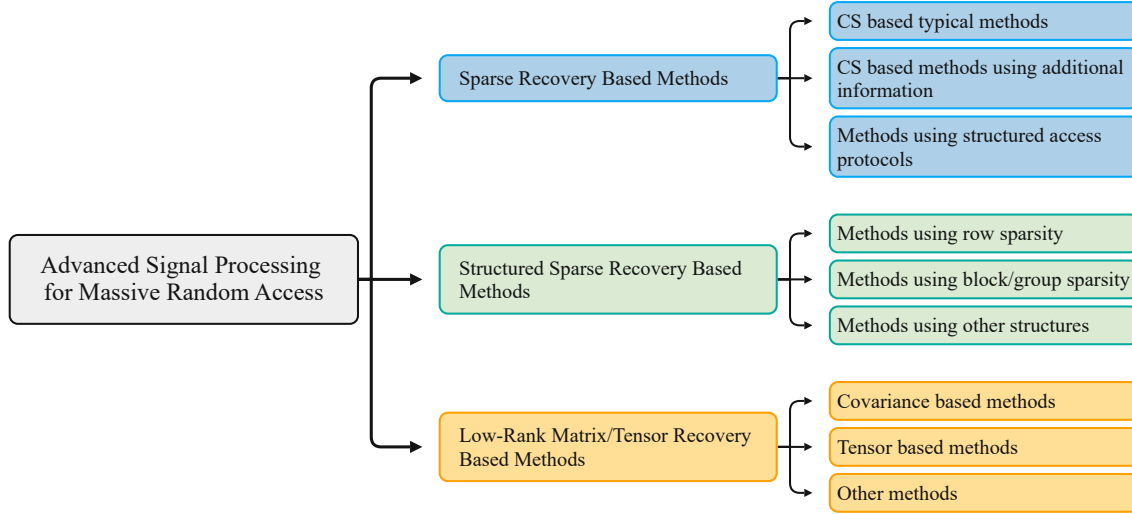 Advanced Signal Processing
for Massive Random Access
Sparse Recovery Based Methods
CS based typical methods
CS based methods using additional
information
Methods using structured access
protocols
Structured Sparse Recovery Based
Methods
Methods using row sparsity
Methods using block/group sparsity
Methods using other structures
Low-Rank Matrix/Tensor Recovery
Based Methods
Covariance based methods
Tensor based methods
Other methods